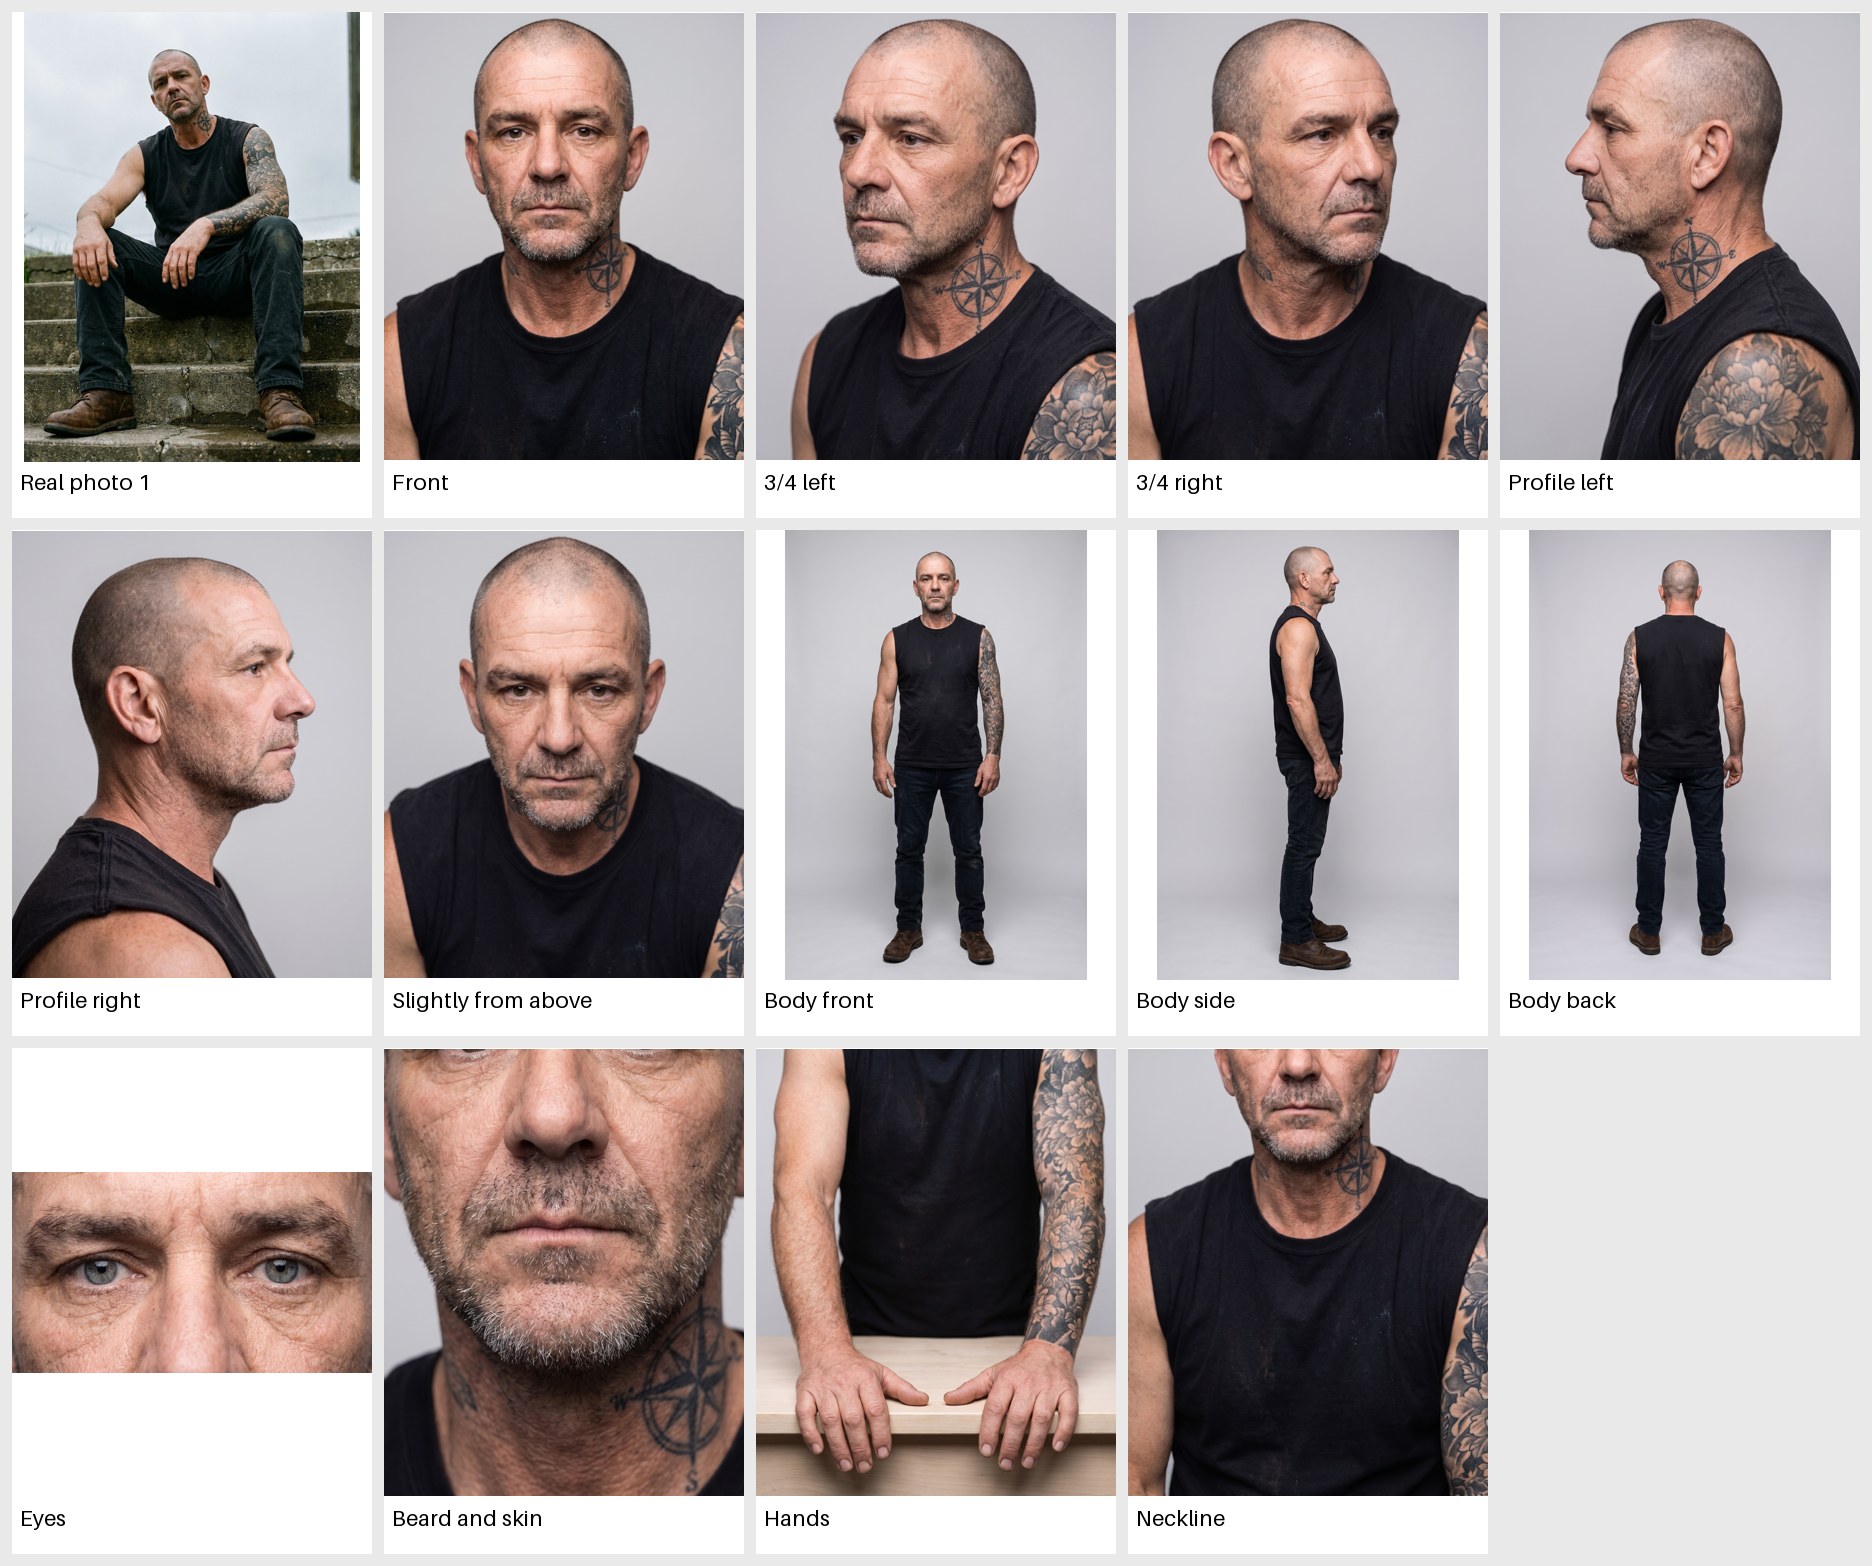 Real photo 1
Front
3/4 left
3/4 right
Profile left
N
W
E
S
Profile right
Slightly from above
Body front
Body side
Body back
Eyes
W
S
Beard and skin
Hands
Neckline